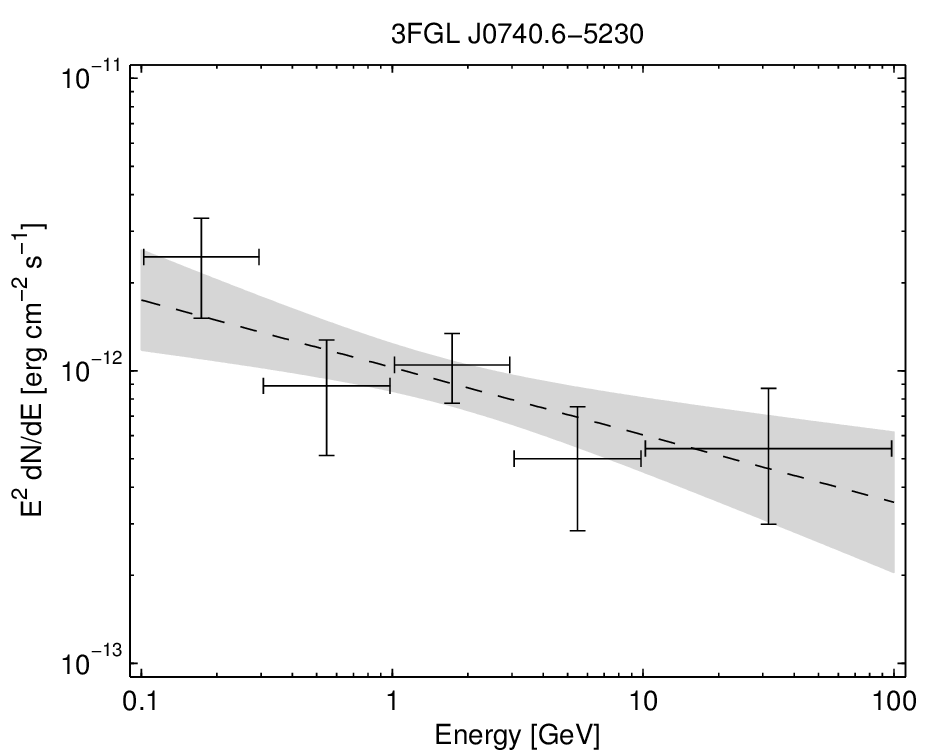 3FGL J0740.6−5230
10⁻¹¹
10⁻¹²
10⁻¹³
E² dN/dE [erg cm⁻² s⁻¹]
0.1 1 10 100
Energy [GeV]